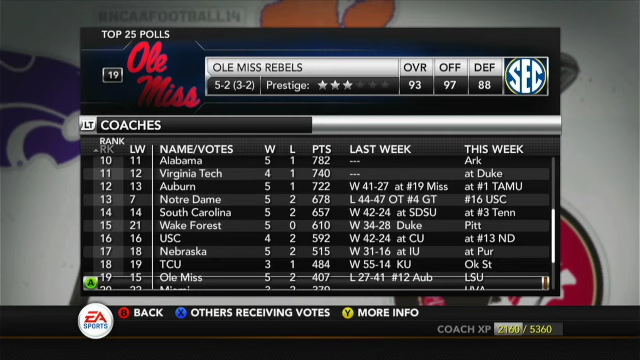 #NCAAFOOTBALL14
TOP 25 POLLS
19
Ole Miss
OLE MISS REBELS OVR OFF DEF
5-2 (3-2) Prestige: 93 97 88
SEC
LT COACHES
RANK
RK LW NAME/VOTES W L PTS LAST WEEK THIS WEEK
10 11 Alabama 5 1 782 --- Ark
11 12 Virginia Tech 4 1 740 --- at Duke
12 13 Auburn 5 1 722 W 41-27 at #19 Miss at #1 TAMU
13 7 Notre Dame 5 2 678 L 44-47 OT #4 GT #16 USC
14 14 South Carolina 5 2 657 W 42-24 at SDSU at #3 Tenn
15 21 Wake Forest 5 0 610 W 34-28 Duke Pitt
16 16 USC 4 2 592 W 42-24 at CU at #13 ND
17 18 Nebraska 5 2 515 W 31-16 at IU at Pur
18 19 TCU 3 1 484 W 55-14 KU Ok St
19 15 Ole Miss 5 2 407 L 27-41 #12 Aub LSU
A
EA SPORTS
B BACK X OTHERS RECEIVING VOTES Y MORE INFO
COACH XP 2160 / 5360